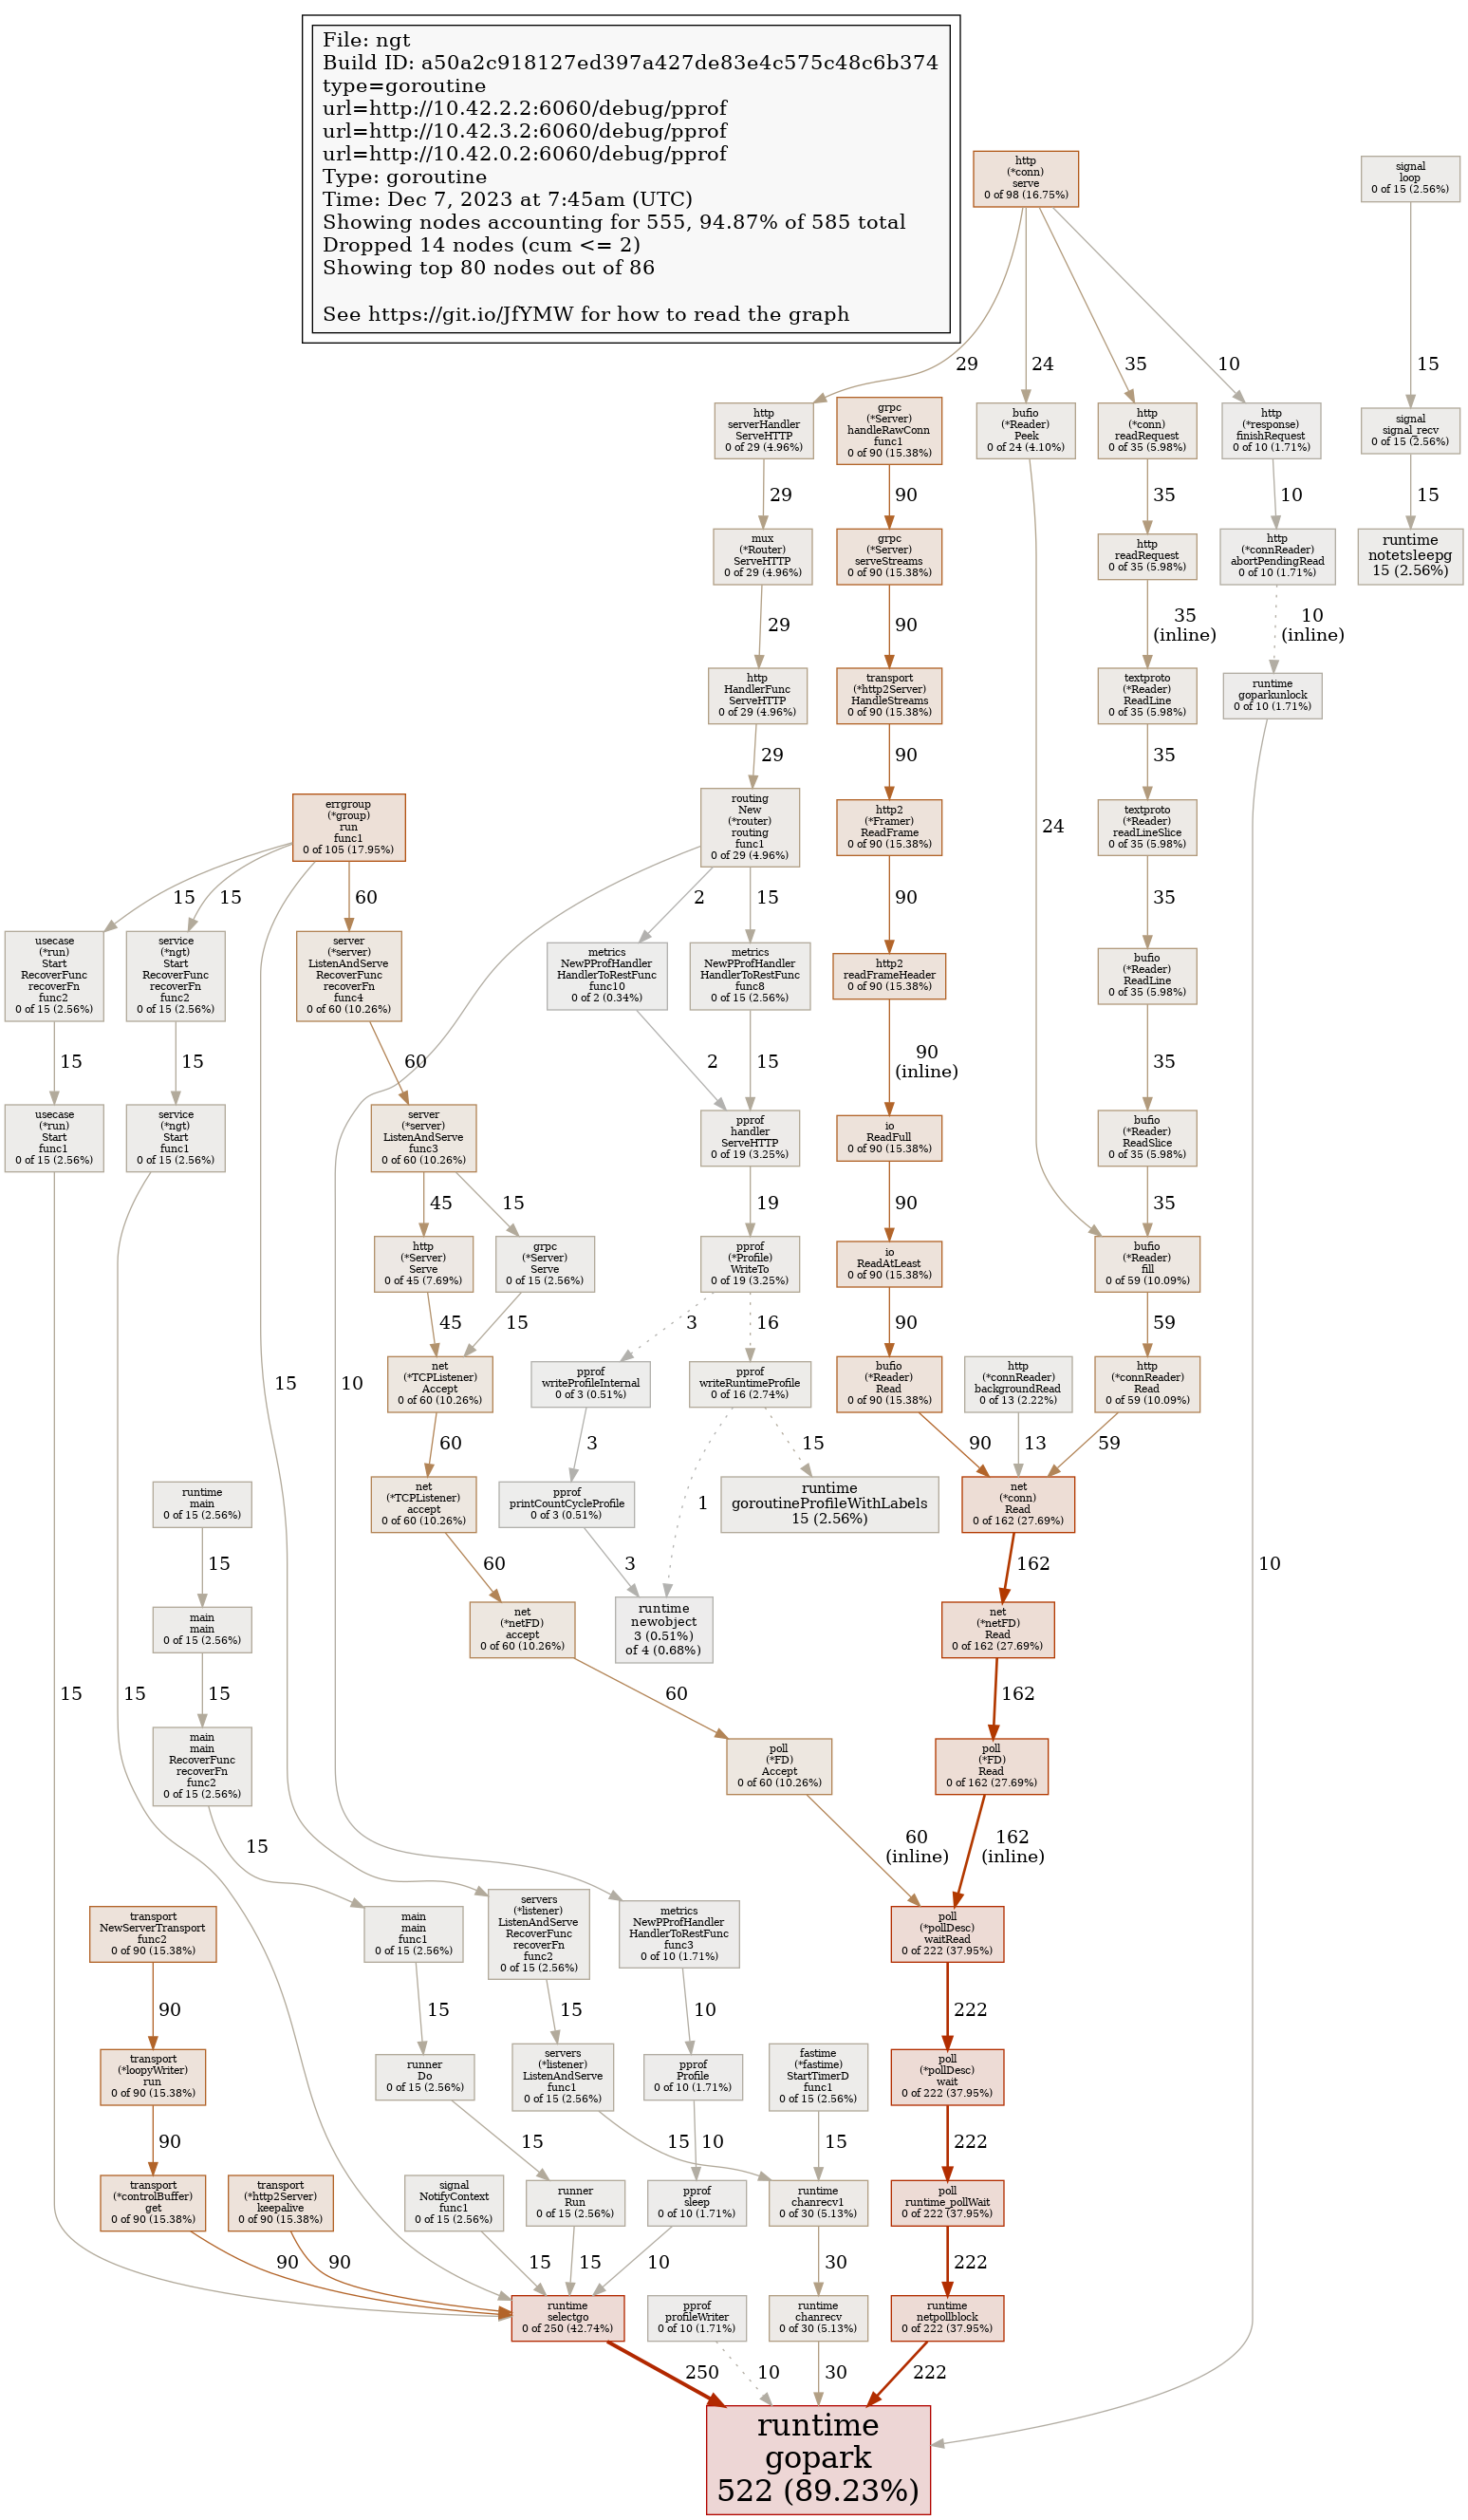 File: ngt
Build ID: a50a2c918127ed397a427de83e4c575c48c6b374
type=goroutine
url=http://10.42.2.2:6060/debug/pprof
url=http://10.42.3.2:6060/debug/pprof
url=http://10.42.0.2:6060/debug/pprof
Type: goroutine
Time: Dec 7, 2023 at 7:45am (UTC)
Showing nodes accounting for 555, 94.87% of 585 total
Dropped 14 nodes (cum <= 2)
Showing top 80 nodes out of 86
See https://git.io/JfYMW for how to read the graph
http
(*conn)
serve
0 of 98 (16.75%)
signal
loop
0 of 15 (2.56%)
29
24
35
10
15
http
serverHandler
ServeHTTP
0 of 29 (4.96%)
grpc
(*Server)
handleRawConn
func1
0 of 90 (15.38%)
bufio
(*Reader)
Peek
0 of 24 (4.10%)
http
(*conn)
readRequest
0 of 35 (5.98%)
http
(*response)
finishRequest
0 of 10 (1.71%)
signal
signal_recv
0 of 15 (2.56%)
29
90
35
10
15
mux
(*Router)
ServeHTTP
0 of 29 (4.96%)
grpc
(*Server)
serveStreams
0 of 90 (15.38%)
http
readRequest
0 of 35 (5.98%)
http
(*connReader)
abortPendingRead
0 of 10 (1.71%)
runtime
notetsleepg
15 (2.56%)
29
90
35
(inline)
10
(inline)
http
HandlerFunc
ServeHTTP
0 of 29 (4.96%)
transport
(*http2Server)
HandleStreams
0 of 90 (15.38%)
textproto
(*Reader)
ReadLine
0 of 35 (5.98%)
runtime
goparkunlock
0 of 10 (1.71%)
29
90
35
errgroup
(*group)
run
func1
0 of 105 (17.95%)
routing
New
(*router)
routing
func1
0 of 29 (4.96%)
http2
(*Framer)
ReadFrame
0 of 90 (15.38%)
24
textproto
(*Reader)
readLineSlice
0 of 35 (5.98%)
15
15
60
2
15
90
35
usecase
(*run)
Start
RecoverFunc
recoverFn
func2
0 of 15 (2.56%)
service
(*ngt)
Start
RecoverFunc
recoverFn
func2
0 of 15 (2.56%)
server
(*server)
ListenAndServe
RecoverFunc
recoverFn
func4
0 of 60 (10.26%)
metrics
NewPProfHandler
HandlerToRestFunc
func10
0 of 2 (0.34%)
metrics
NewPProfHandler
HandlerToRestFunc
func8
0 of 15 (2.56%)
http2
readFrameHeader
0 of 90 (15.38%)
bufio
(*Reader)
ReadLine
0 of 35 (5.98%)
15
15
60
2
15
90
(inline)
35
usecase
(*run)
Start
func1
0 of 15 (2.56%)
service
(*ngt)
Start
func1
0 of 15 (2.56%)
server
(*server)
ListenAndServe
func3
0 of 60 (10.26%)
pprof
handler
ServeHTTP
0 of 19 (3.25%)
io
ReadFull
0 of 90 (15.38%)
bufio
(*Reader)
ReadSlice
0 of 35 (5.98%)
45
15
19
90
35
http
(*Server)
Serve
0 of 45 (7.69%)
grpc
(*Server)
Serve
0 of 15 (2.56%)
pprof
(*Profile)
WriteTo
0 of 19 (3.25%)
io
ReadAtLeast
0 of 90 (15.38%)
bufio
(*Reader)
fill
0 of 59 (10.09%)
45
15
3
16
90
59
15
10
net
(*TCPListener)
Accept
0 of 60 (10.26%)
pprof
writeProfileInternal
0 of 3 (0.51%)
pprof
writeRuntimeProfile
0 of 16 (2.74%)
bufio
(*Reader)
Read
0 of 90 (15.38%)
http
(*connReader)
backgroundRead
0 of 13 (2.22%)
http
(*connReader)
Read
0 of 59 (10.09%)
60
3
1
15
90
13
59
runtime
main
0 of 15 (2.56%)
net
(*TCPListener)
accept
0 of 60 (10.26%)
pprof
printCountCycleProfile
0 of 3 (0.51%)
runtime
goroutineProfileWithLabels
15 (2.56%)
net
(*conn)
Read
0 of 162 (27.69%)
15
60
3
162
10
main
main
0 of 15 (2.56%)
net
(*netFD)
accept
0 of 60 (10.26%)
runtime
newobject
3 (0.51%)
of 4 (0.68%)
net
(*netFD)
Read
0 of 162 (27.69%)
15
15
15
60
162
main
main
RecoverFunc
recoverFn
func2
0 of 15 (2.56%)
poll
(*FD)
Accept
0 of 60 (10.26%)
poll
(*FD)
Read
0 of 162 (27.69%)
15
60
(inline)
162
(inline)
transport
NewServerTransport
func2
0 of 90 (15.38%)
main
main
func1
0 of 15 (2.56%)
servers
(*listener)
ListenAndServe
RecoverFunc
recoverFn
func2
0 of 15 (2.56%)
metrics
NewPProfHandler
HandlerToRestFunc
func3
0 of 10 (1.71%)
poll
(*pollDesc)
waitRead
0 of 222 (37.95%)
90
15
15
10
222
transport
(*loopyWriter)
run
0 of 90 (15.38%)
runner
Do
0 of 15 (2.56%)
servers
(*listener)
ListenAndServe
func1
0 of 15 (2.56%)
pprof
Profile
0 of 10 (1.71%)
fastime
(*fastime)
StartTimerD
func1
0 of 15 (2.56%)
poll
(*pollDesc)
wait
0 of 222 (37.95%)
90
15
15
10
15
222
transport
(*controlBuffer)
get
0 of 90 (15.38%)
transport
(*http2Server)
keepalive
0 of 90 (15.38%)
signal
NotifyContext
func1
0 of 15 (2.56%)
runner
Run
0 of 15 (2.56%)
pprof
sleep
0 of 10 (1.71%)
runtime
chanrecv1
0 of 30 (5.13%)
poll
runtime_pollWait
0 of 222 (37.95%)
90
90
15
15
10
30
222
runtime
selectgo
0 of 250 (42.74%)
pprof
profileWriter
0 of 10 (1.71%)
runtime
chanrecv
0 of 30 (5.13%)
runtime
netpollblock
0 of 222 (37.95%)
250
10
30
222
runtime
gopark
522 (89.23%)